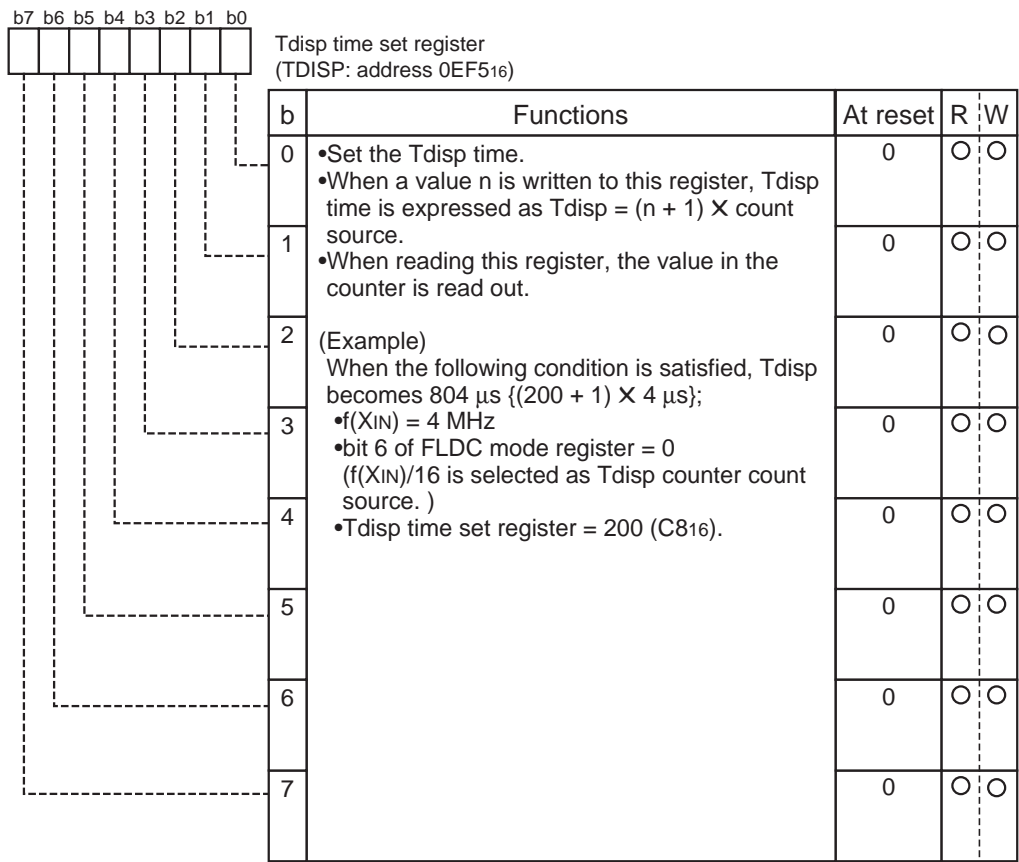 b7 b6 b5 b4 b3 b2 b1 b0
Tdisp time set register
(TDISP: address 0EF516)
b Functions At reset R W
0 •Set the Tdisp time. 0 ○ ○
•When a value n is written to this register, Tdisp
time is expressed as Tdisp = (n + 1) ✕ count
source.
1 0 ○ ○
•When reading this register, the value in the
counter is read out.
2 0 ○ ○
(Example)
When the following condition is satisfied, Tdisp
becomes 804 μs {(200 + 1) ✕ 4 μs};
•f(XIN) = 4 MHz
3 0 ○ ○
•bit 6 of FLDC mode register = 0
(f(XIN)/16 is selected as Tdisp counter count
source. )
4 0 ○ ○
•Tdisp time set register = 200 (C816).
5 0 ○ ○
6 0 ○ ○
7 0 ○ ○